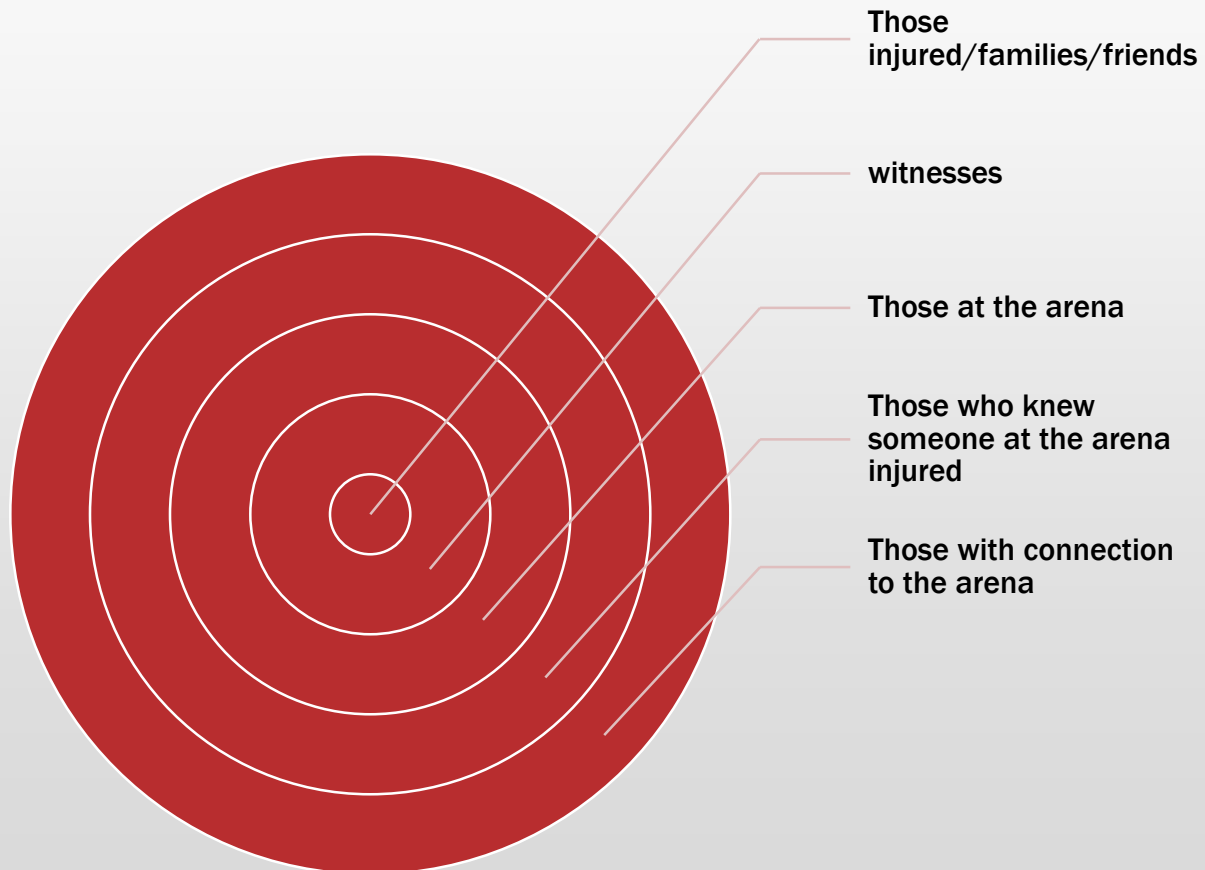 Those
injured/families/friends
witnesses
Those at the arena
Those who knew
someone at the arena
injured
Those with connection
to the arena